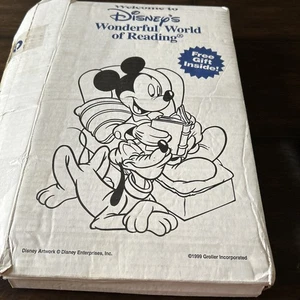 Welcome to
Disney's
Wonderful World
of Reading®
Free
Gift
Inside!
Disney Artwork © Disney Enterprises, Inc.
©1999 Grolier Incorporated